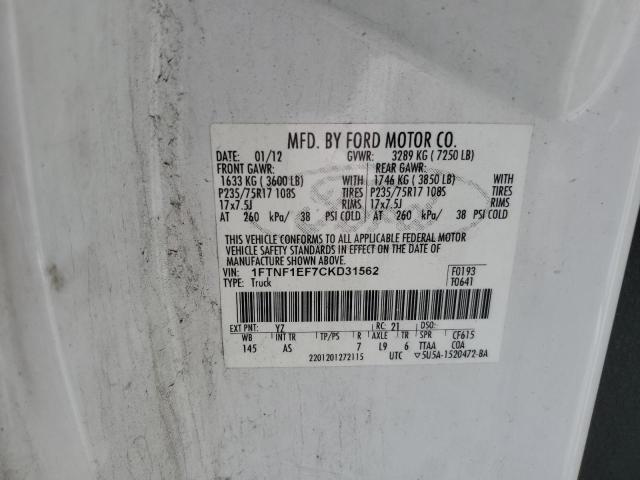 MFD. BY FORD MOTOR CO.
DATE: 01/12 GVWR: 3289 KG ( 7250 LB)
FRONT GAWR: REAR GAWR:
1633 KG ( 3600 LB) WITH 1746 KG ( 3850 LB) WITH
P235/75R17 108S TIRES P235/75R17 108S TIRES
17x7.5J RIMS 17x7.5J RIMS
AT 260 kPa/ 38 PSI COLD AT 260 kPa/ 38 PSI COLD
THIS VEHICLE CONFORMS TO ALL APPLICABLE FEDERAL MOTOR
VEHICLE SAFETY STANDARDS IN EFFECT ON THE DATE OF
MANUFACTURE SHOWN ABOVE.
VIN: 1FTNF1EF7CKD31562 F0193
TYPE: Truck T0641
EXT PNT: YZ RC: 21 DSO:
WB INT TR TP/PS R AXLE TR SPR CF615
145 AS 7 L9 6 TTAA COA
2201201272115 UTC ▽5U5A-1520472-BA
Ford